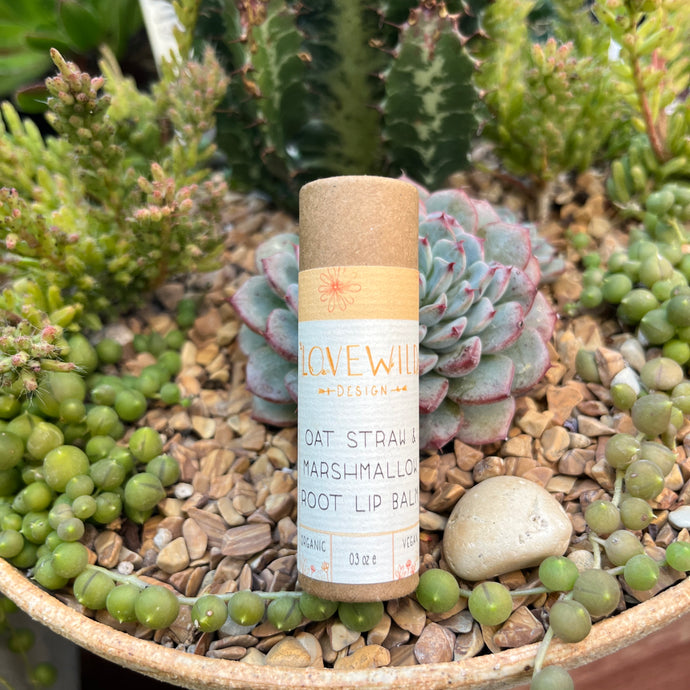 LOVEWILD
DESIGN
OAT STRAW &
MARSHMALLOW
ROOT LIP BALM
ORGANIC 03 oz e VEGAN